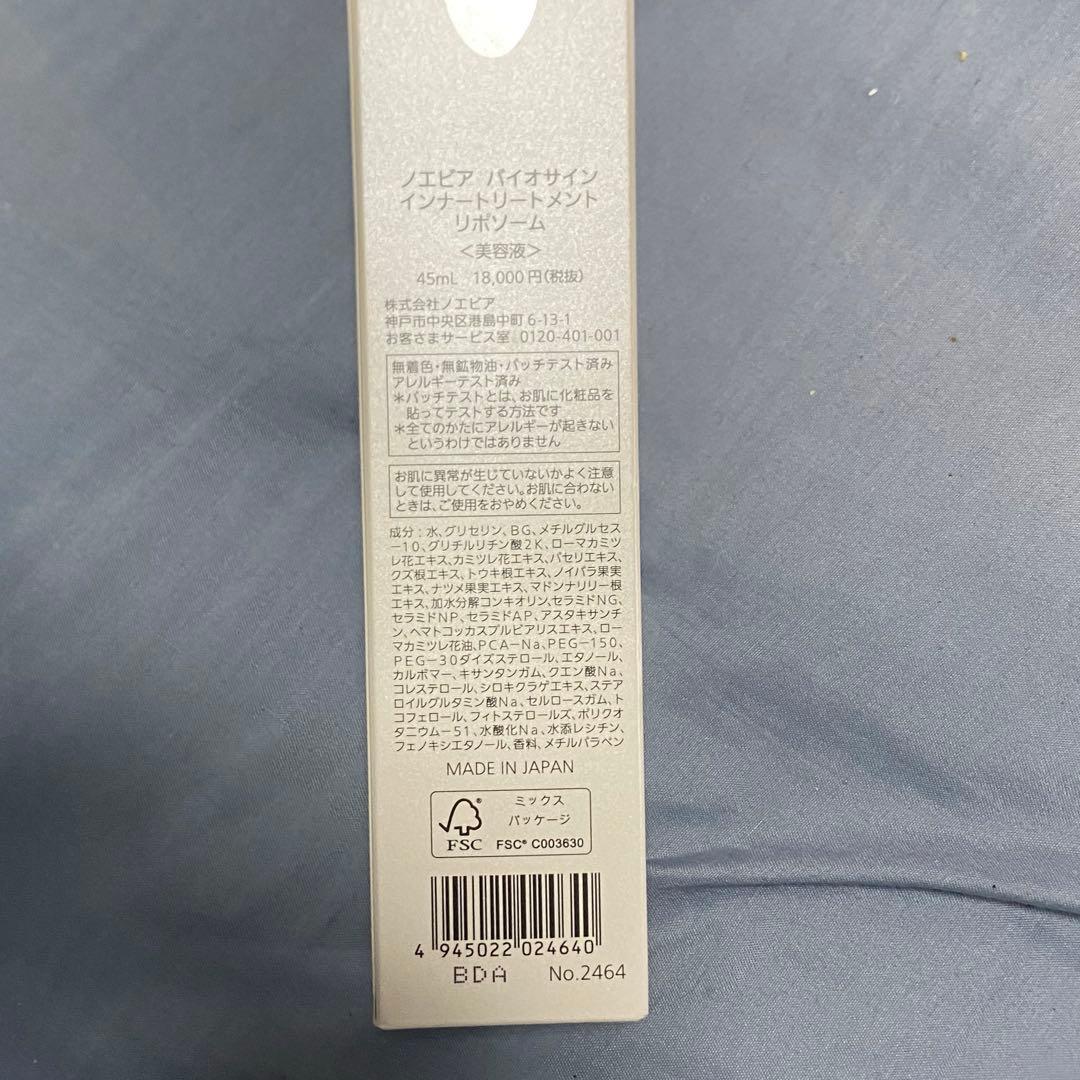 ノエビア バイオサイン
インナートリートメント
リポソーム
＜美容液＞
45mL 18,000円(税抜)
株式会社ノエビア
神戸市中央区港島中町6-13-1
お客さまサービス室 0120-401-001
無着色・無鉱物油・パッチテスト済み
アレルギーテスト済み
＊パッチテストとは、お肌に化粧品を
貼ってテストする方法です
＊全てのかたにアレルギーが起きない
というわけではありません
お肌に異常が生じていないかよく注意
して使用してください。お肌に合わない
ときは、ご使用をおやめください。
成分：水、グリセリン、BG、メチルグルセス
－10、グリチルリチン酸2K、ローマカミツ
レ花エキス、カミツレ花エキス、パセリエキス、
クズ根エキス、トウキ根エキス、ノイバラ果実
エキス、ナツメ果実エキス、マドンナリリー根
エキス、加水分解コンキオリン、セラミドNG、
セラミドNP、セラミドAP、アスタキサンチ
ン、ヘマトコッカスプルビアリスエキス、ロー
マカミツレ花油、PCA－Na、PEG－150、
PEG－30ダイズステロール、エタノール、
カルボマー、キサンタンガム、クエン酸Na、
コレステロール、シロキクラゲエキス、ステア
ロイルグルタミン酸Na、セルロースガム、ト
コフェロール、フィトステロールズ、ポリクオ
タニウム－51、水酸化Na、水添レシチン、
フェノキシエタノール、香料、メチルパラベン
MADE IN JAPAN
ミックス
パッケージ
FSC® C003630
FSC
4 945022 024640
BDA No.2464